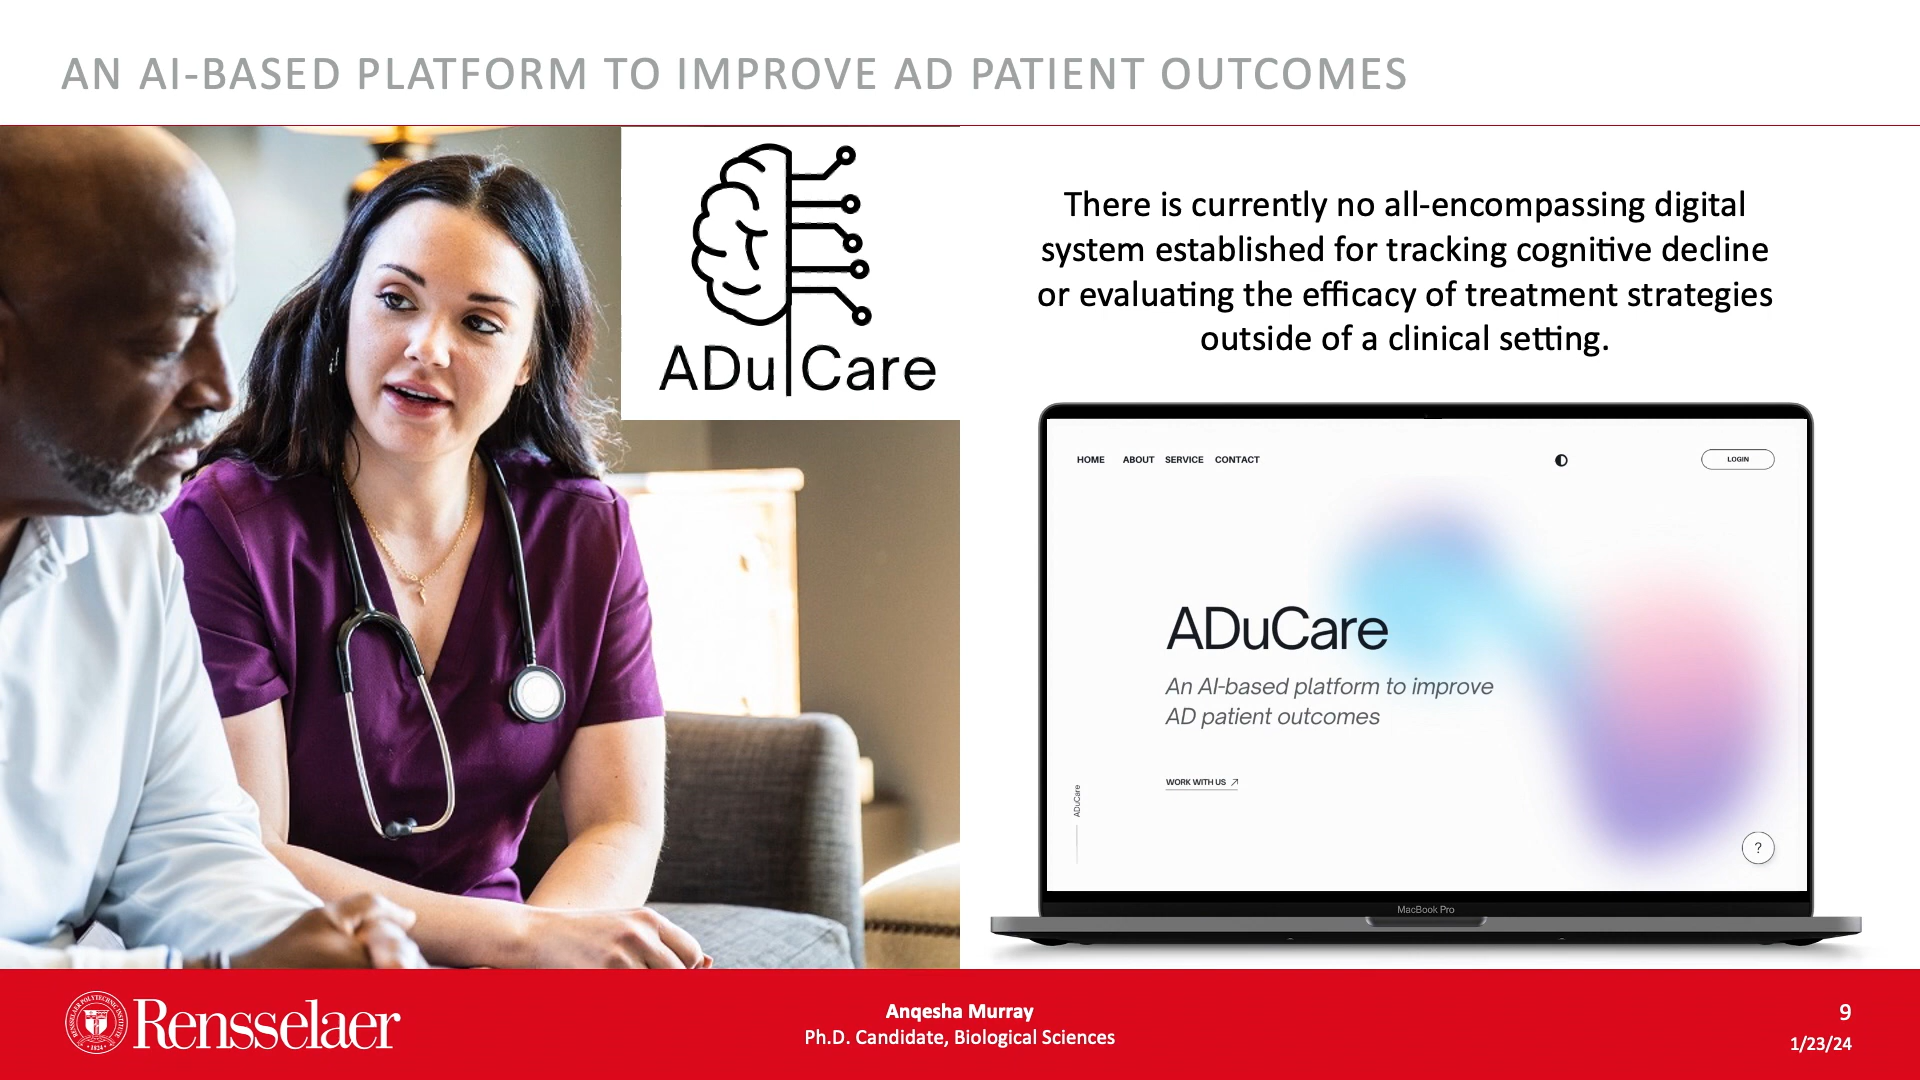 AN AI-BASED PLATFORM TO IMPROVE AD PATIENT OUTCOMES
ADu|Care
There is currently no all-encompassing digital
system established for tracking cognitive decline
or evaluating the efficacy of treatment strategies
outside of a clinical setting.
HOME ABOUT SERVICE CONTACT LOGIN
ADuCare
An AI-based platform to improve
AD patient outcomes
WORK WITH US
ADuCare
?
MacBook Pro
Rensselaer
Anqesha Murray
Ph.D. Candidate, Biological Sciences
9
1/23/24